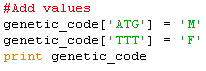 #Add values
genetic_code['ATG'] = 'M'
genetic_code['TTT'] = 'F'
print genetic_code